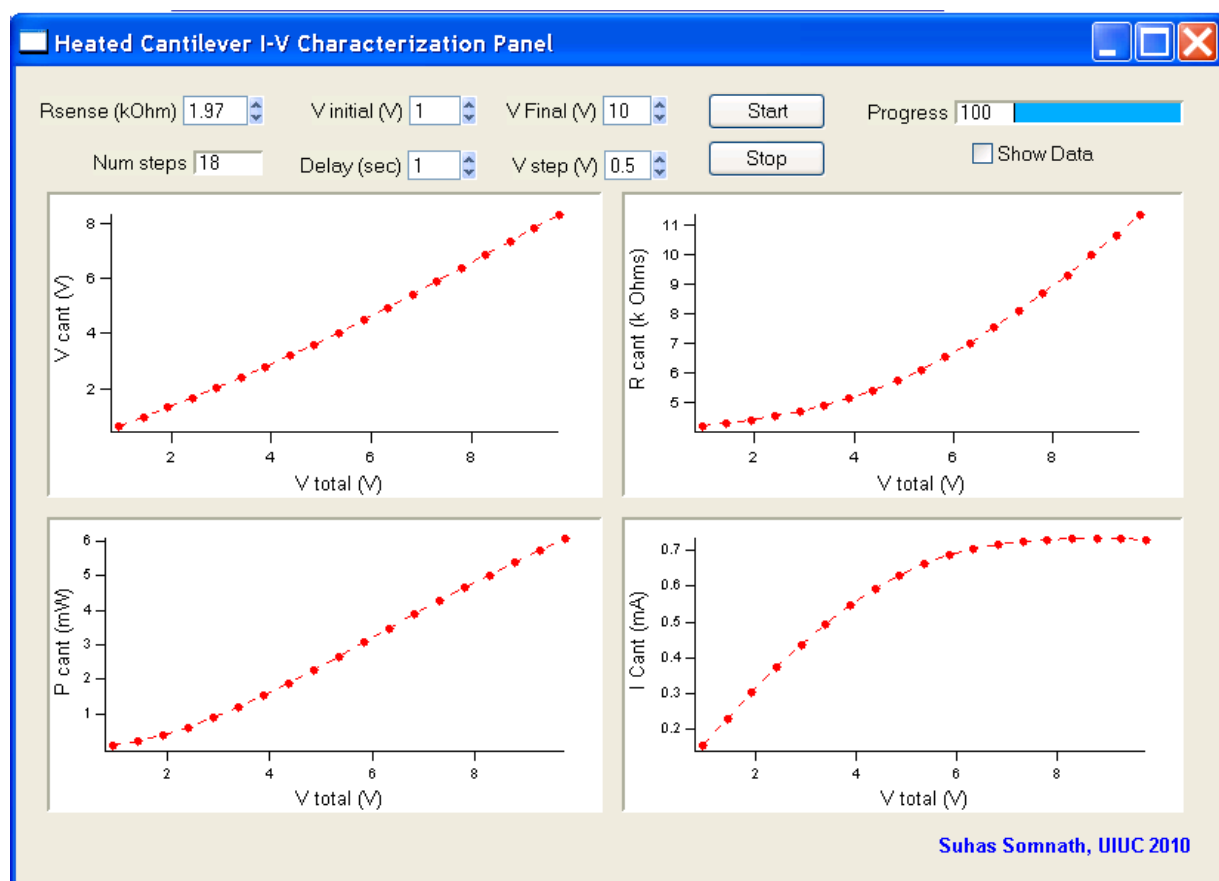 Heated Cantilever I-V Characterization Panel
Rsense (kOhm) 1.97 V initial (V) 1 V Final (V) 10 Start Progress 100
Num steps 18 Delay (sec) 1 V step (V) 0.5 Stop Show Data
V cant (V)
8
6
4
2
2 4 6 8
V total (V)
R cant (k Ohms)
11
10
9
8
7
6
5
2 4 6 8
V total (V)
P cant (mW)
6
5
4
3
2
1
2 4 6 8
V total (V)
I Cant (mA)
0.7
0.6
0.5
0.4
0.3
0.2
2 4 6 8
V total (V)
Suhas Somnath, UIUC 2010